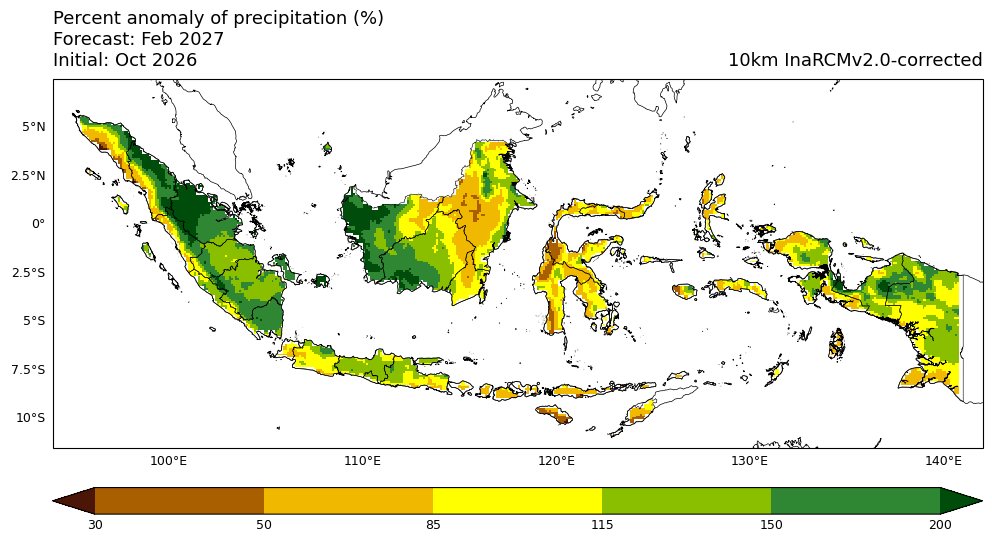 Percent anomaly of precipitation (%)
Forecast: Feb 2027
Initial: Oct 2026
10km InaRCMv2.0-corrected
5°N
2.5°N
0°
2.5°S
5°S
7.5°S
10°S
100°E
110°E
120°E
130°E
140°E
30
50
85
115
150
200